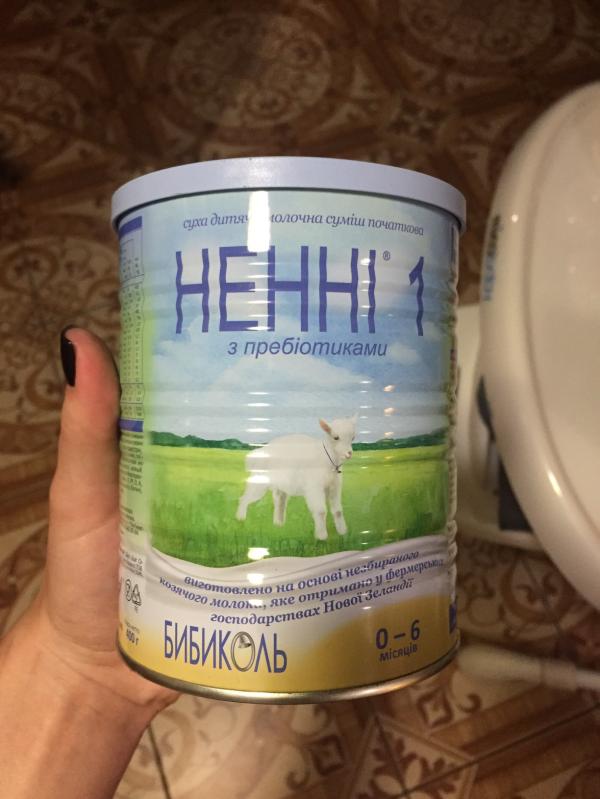 суха дитяча молочна суміш початкова
НЕННІ® 1
з пребіотиками
виготовлено на основі незбираного
козячого молока, яке отримано у фермерських
господарствах Нової Зеландії
БИБИКОЛЬ
0 – 6
місяців
400 г